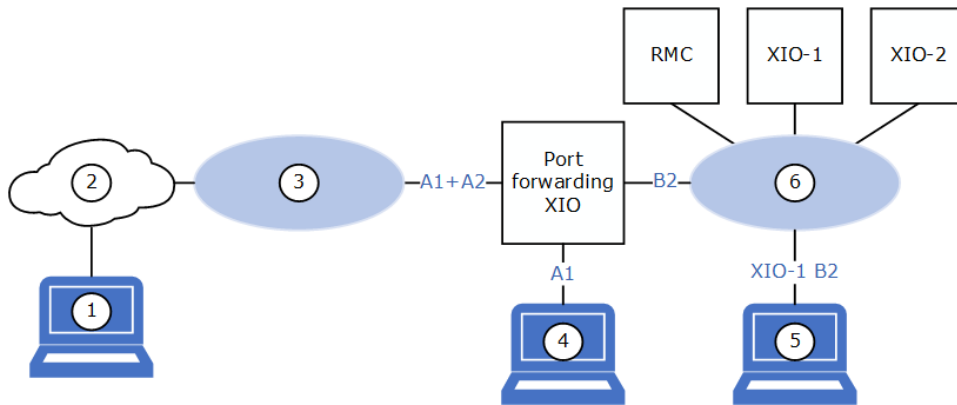 RMC
XIO-1
XIO-2
2
3
A1+A2
Port
forwarding
XIO
B2
6
A1
XIO-1 B2
1
4
5